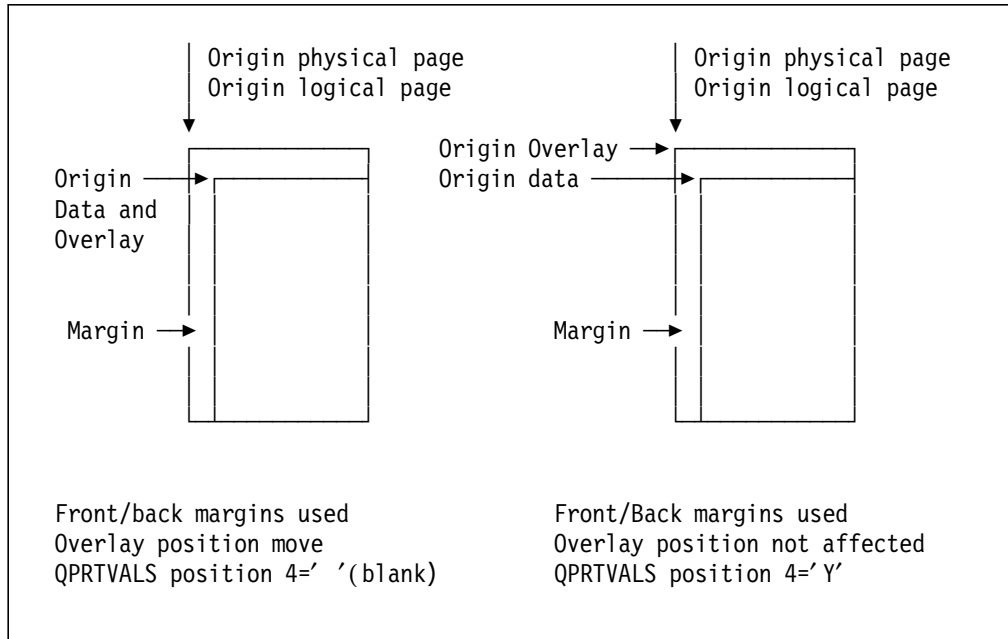 Origin physical page
Origin logical page
Origin
Data and
Overlay
Margin
Front/back margins used
Overlay position move
QPRTVALS position 4=′ ′(blank)
Origin physical page
Origin logical page
Origin Overlay
Origin data
Margin
Front/Back margins used
Overlay position not affected
QPRTVALS position 4=′Y′